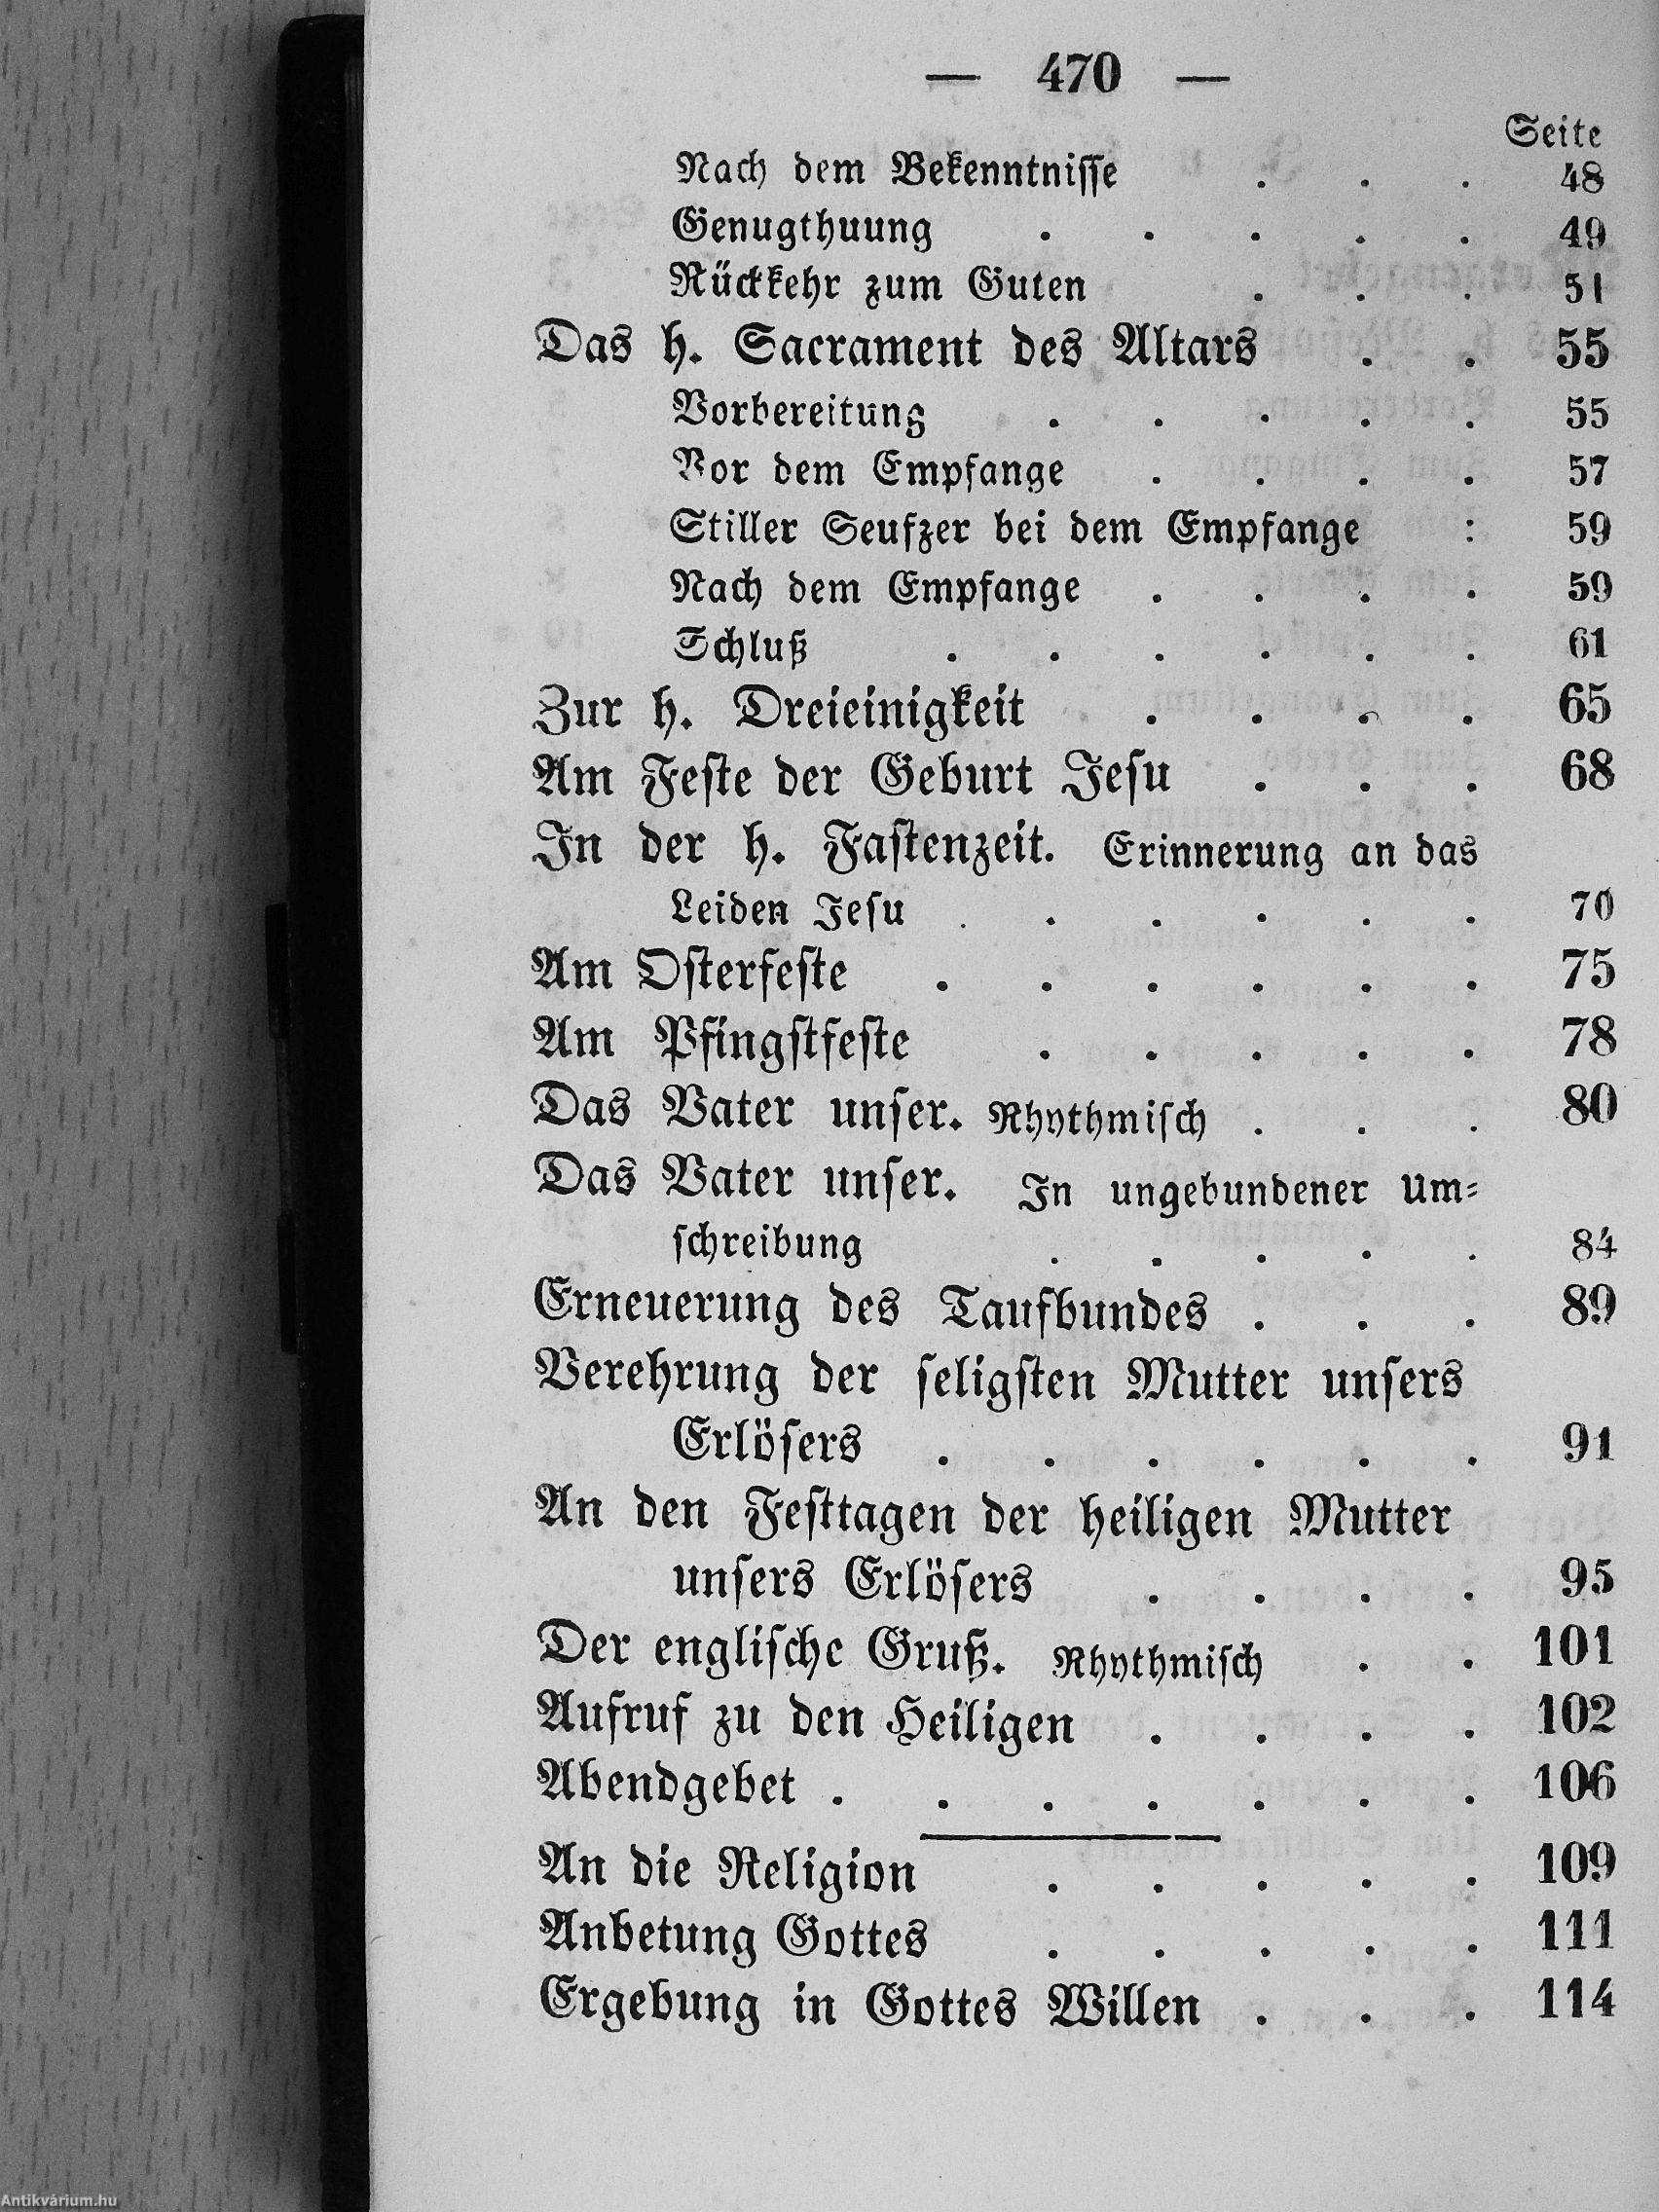 — 470 —
Seite
Nach dem Bekenntnisse . . . 48
Genugthuung . . . . . 49
Rückkehr zum Guten . . . 51
Das h. Sacrament des Altars . . 55
Vorbereitung . . . . . 55
Vor dem Empfange . . . . 57
Stiller Seufzer bei dem Empfange : 59
Nach dem Empfange . . . . 59
Schluß . . . . . . 61
Zur h. Dreieinigkeit . . . . 65
Am Feste der Geburt Jesu . . . 68
In der h. Fastenzeit. Erinnerung an das
Leiden Jesu . . . . . . 70
Am Osterfeste . . . . . . 75
Am Pfingstfeste . . . . . 78
Das Vater unser. Rhythmisch . . . 80
Das Vater unser. In ungebundener Um=
schreibung . . . . . 84
Erneuerung des Taufbundes . . . 89
Verehrung der seligsten Mutter unsers
Erlösers . . . . . . 91
An den Festtagen der heiligen Mutter
unsers Erlösers . . . . 95
Der englische Gruß. Rhythmisch . . 101
Aufruf zu den Heiligen . . . . 102
Abendgebet . . . . . . . 106
An die Religion . . . . . 109
Anbetung Gottes . . . . . 111
Ergebung in Gottes Willen . . . 114
Antikvárium.hu